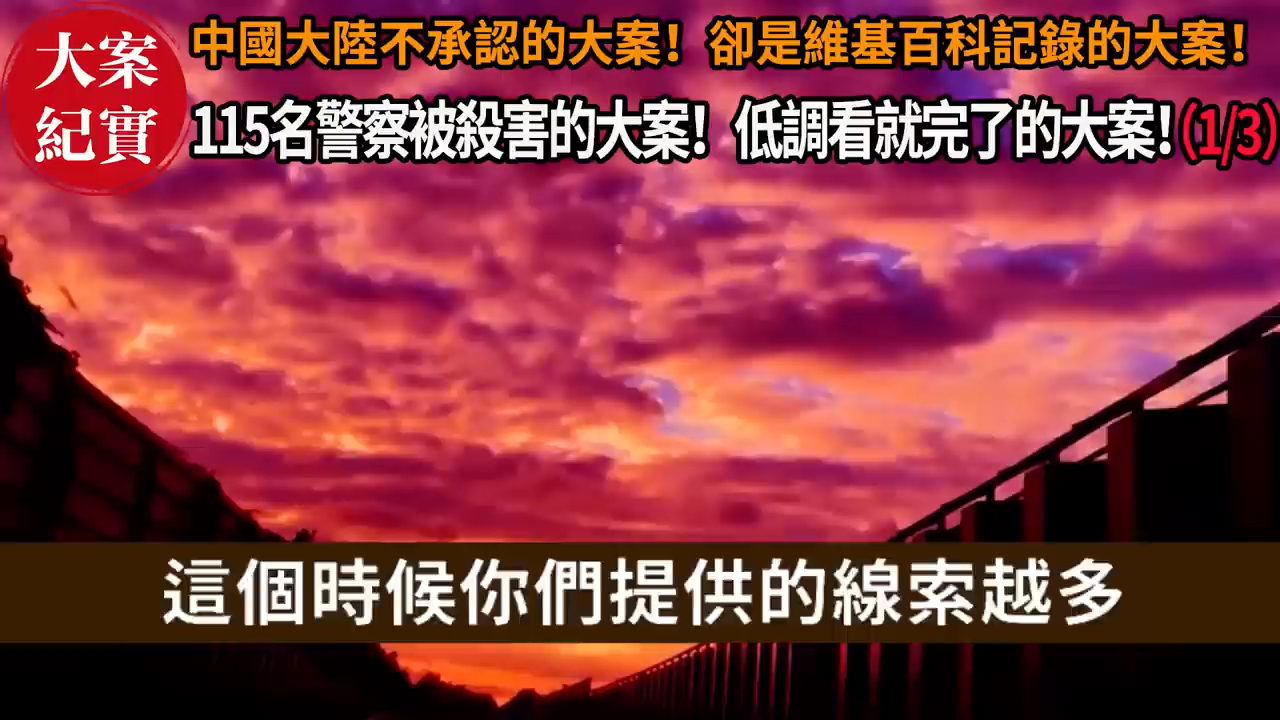 大案
紀實
中國大陸不承認的大案！卻是維基百科記錄的大案！
115名警察被殺害的大案！低調看就完了的大案！(1/3)
這個時候你們提供的線索越多